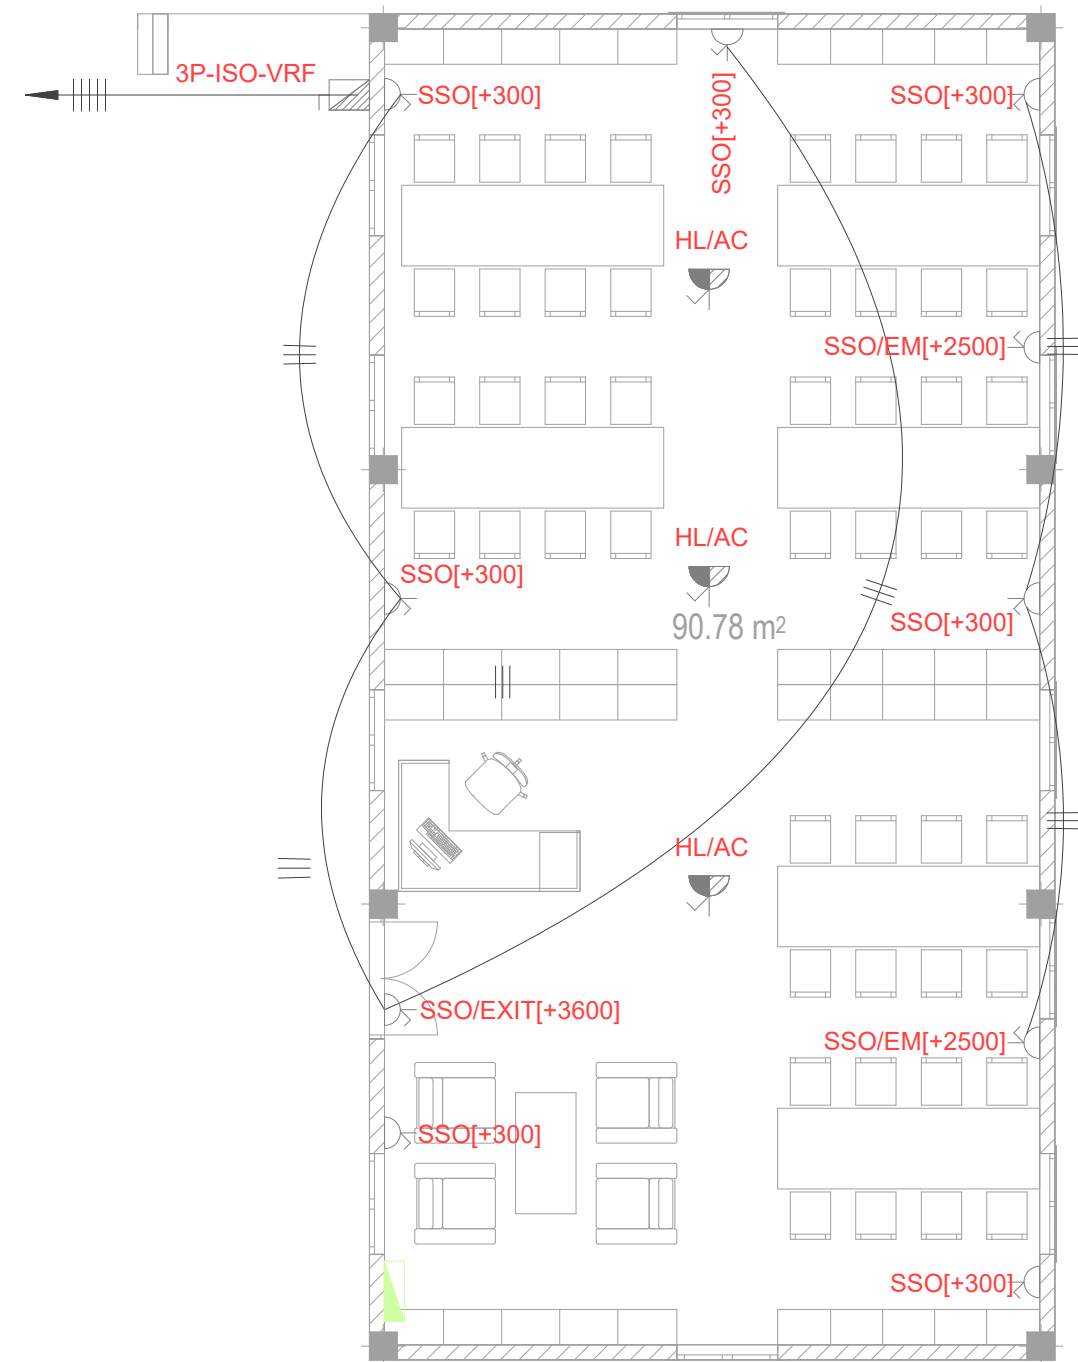 3P-ISO-VRF
SSO[+300]
SSO[+300]
SSO[+300]
HL/AC
SSO/EM[+2500]
HL/AC
SSO[+300]
SSO[+300]
90.78 m²
HL/AC
SSO/EXIT[+3600]
SSO/EM[+2500]
SSO[+300]
SSO[+300]